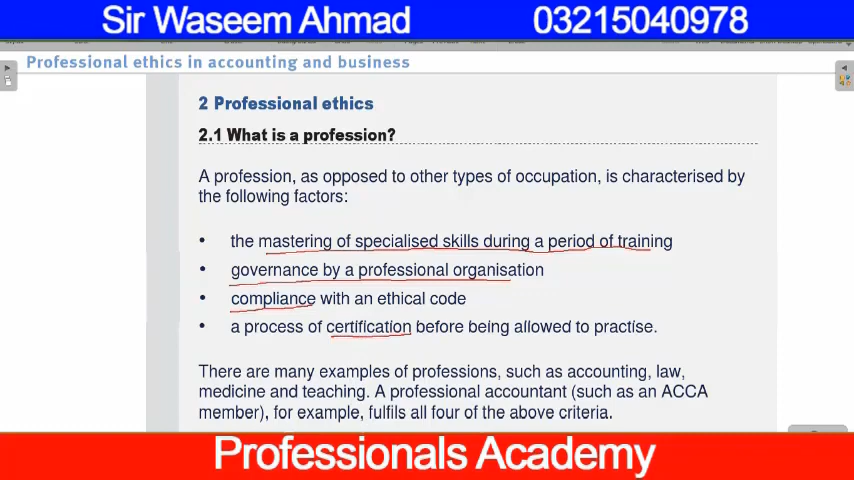 Sir Waseem Ahmad 03215040978
Professional ethics in accounting and business
2 Professional ethics
2.1 What is a profession?
A profession, as opposed to other types of occupation, is characterised by
the following factors:
• the mastering of specialised skills during a period of training
• governance by a professional organisation
• compliance with an ethical code
• a process of certification before being allowed to practise.
There are many examples of professions, such as accounting, law,
medicine and teaching. A professional accountant (such as an ACCA
member), for example, fulfils all four of the above criteria.
Professionals Academy